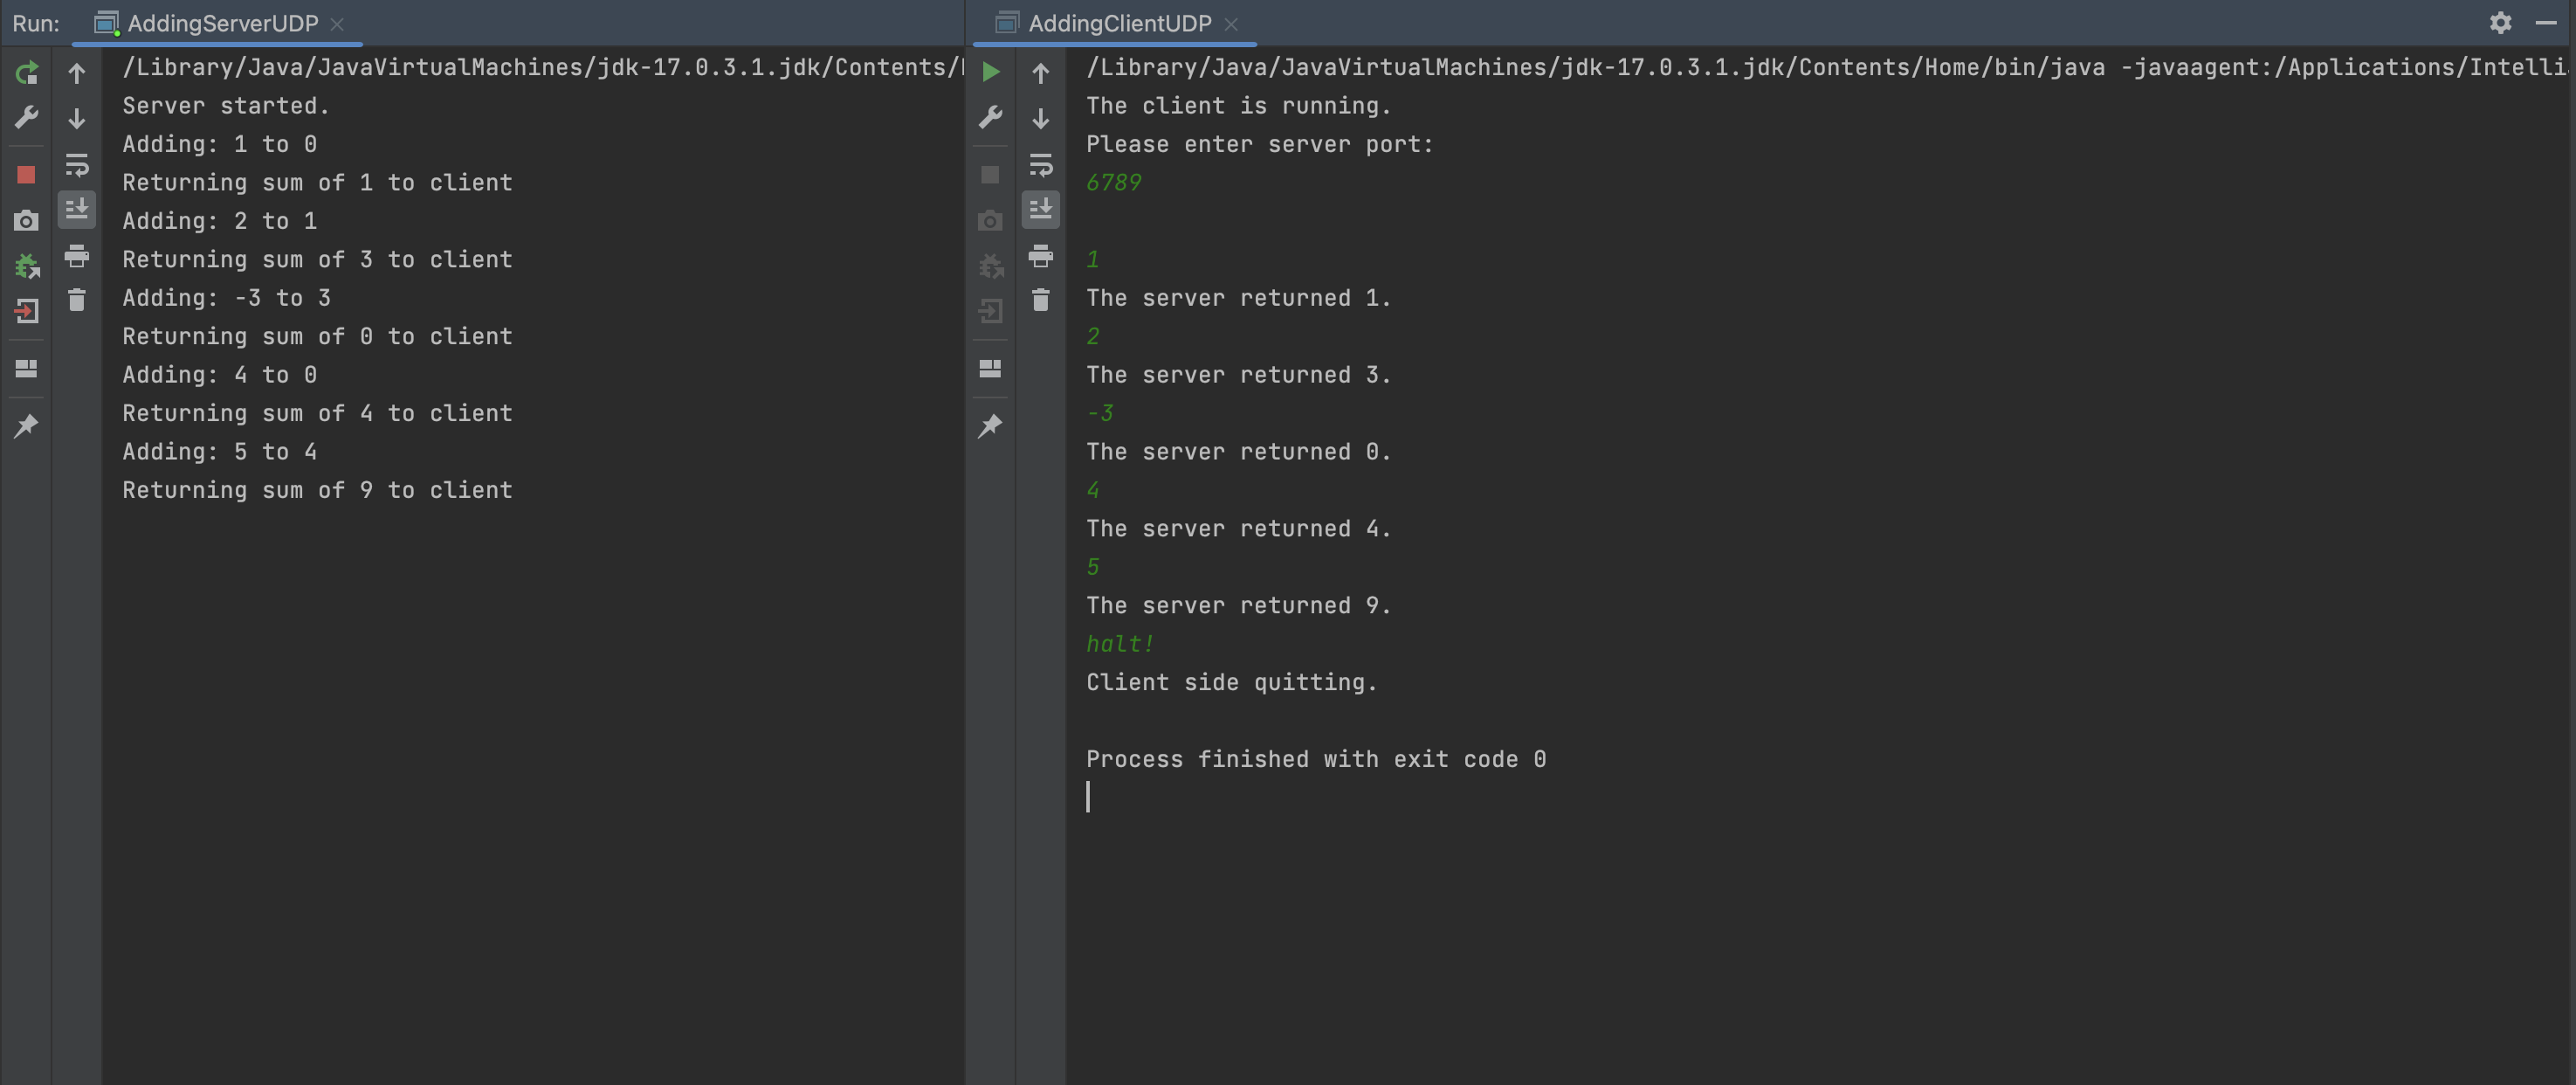 Run: AddingServerUDP
/Library/Java/JavaVirtualMachines/jdk-17.0.3.1.jdk/Contents/
Server started.
Adding: 1 to 0
Returning sum of 1 to client
Adding: 2 to 1
Returning sum of 3 to client
Adding: -3 to 3
Returning sum of 0 to client
Adding: 4 to 0
Returning sum of 4 to client
Adding: 5 to 4
Returning sum of 9 to client
AddingClientUDP
/Library/Java/JavaVirtualMachines/jdk-17.0.3.1.jdk/Contents/Home/bin/java -javaagent:/Applications/Intelli
The client is running.
Please enter server port:
6789
1
The server returned 1.
2
The server returned 3.
-3
The server returned 0.
4
The server returned 4.
5
The server returned 9.
halt!
Client side quitting.
Process finished with exit code 0